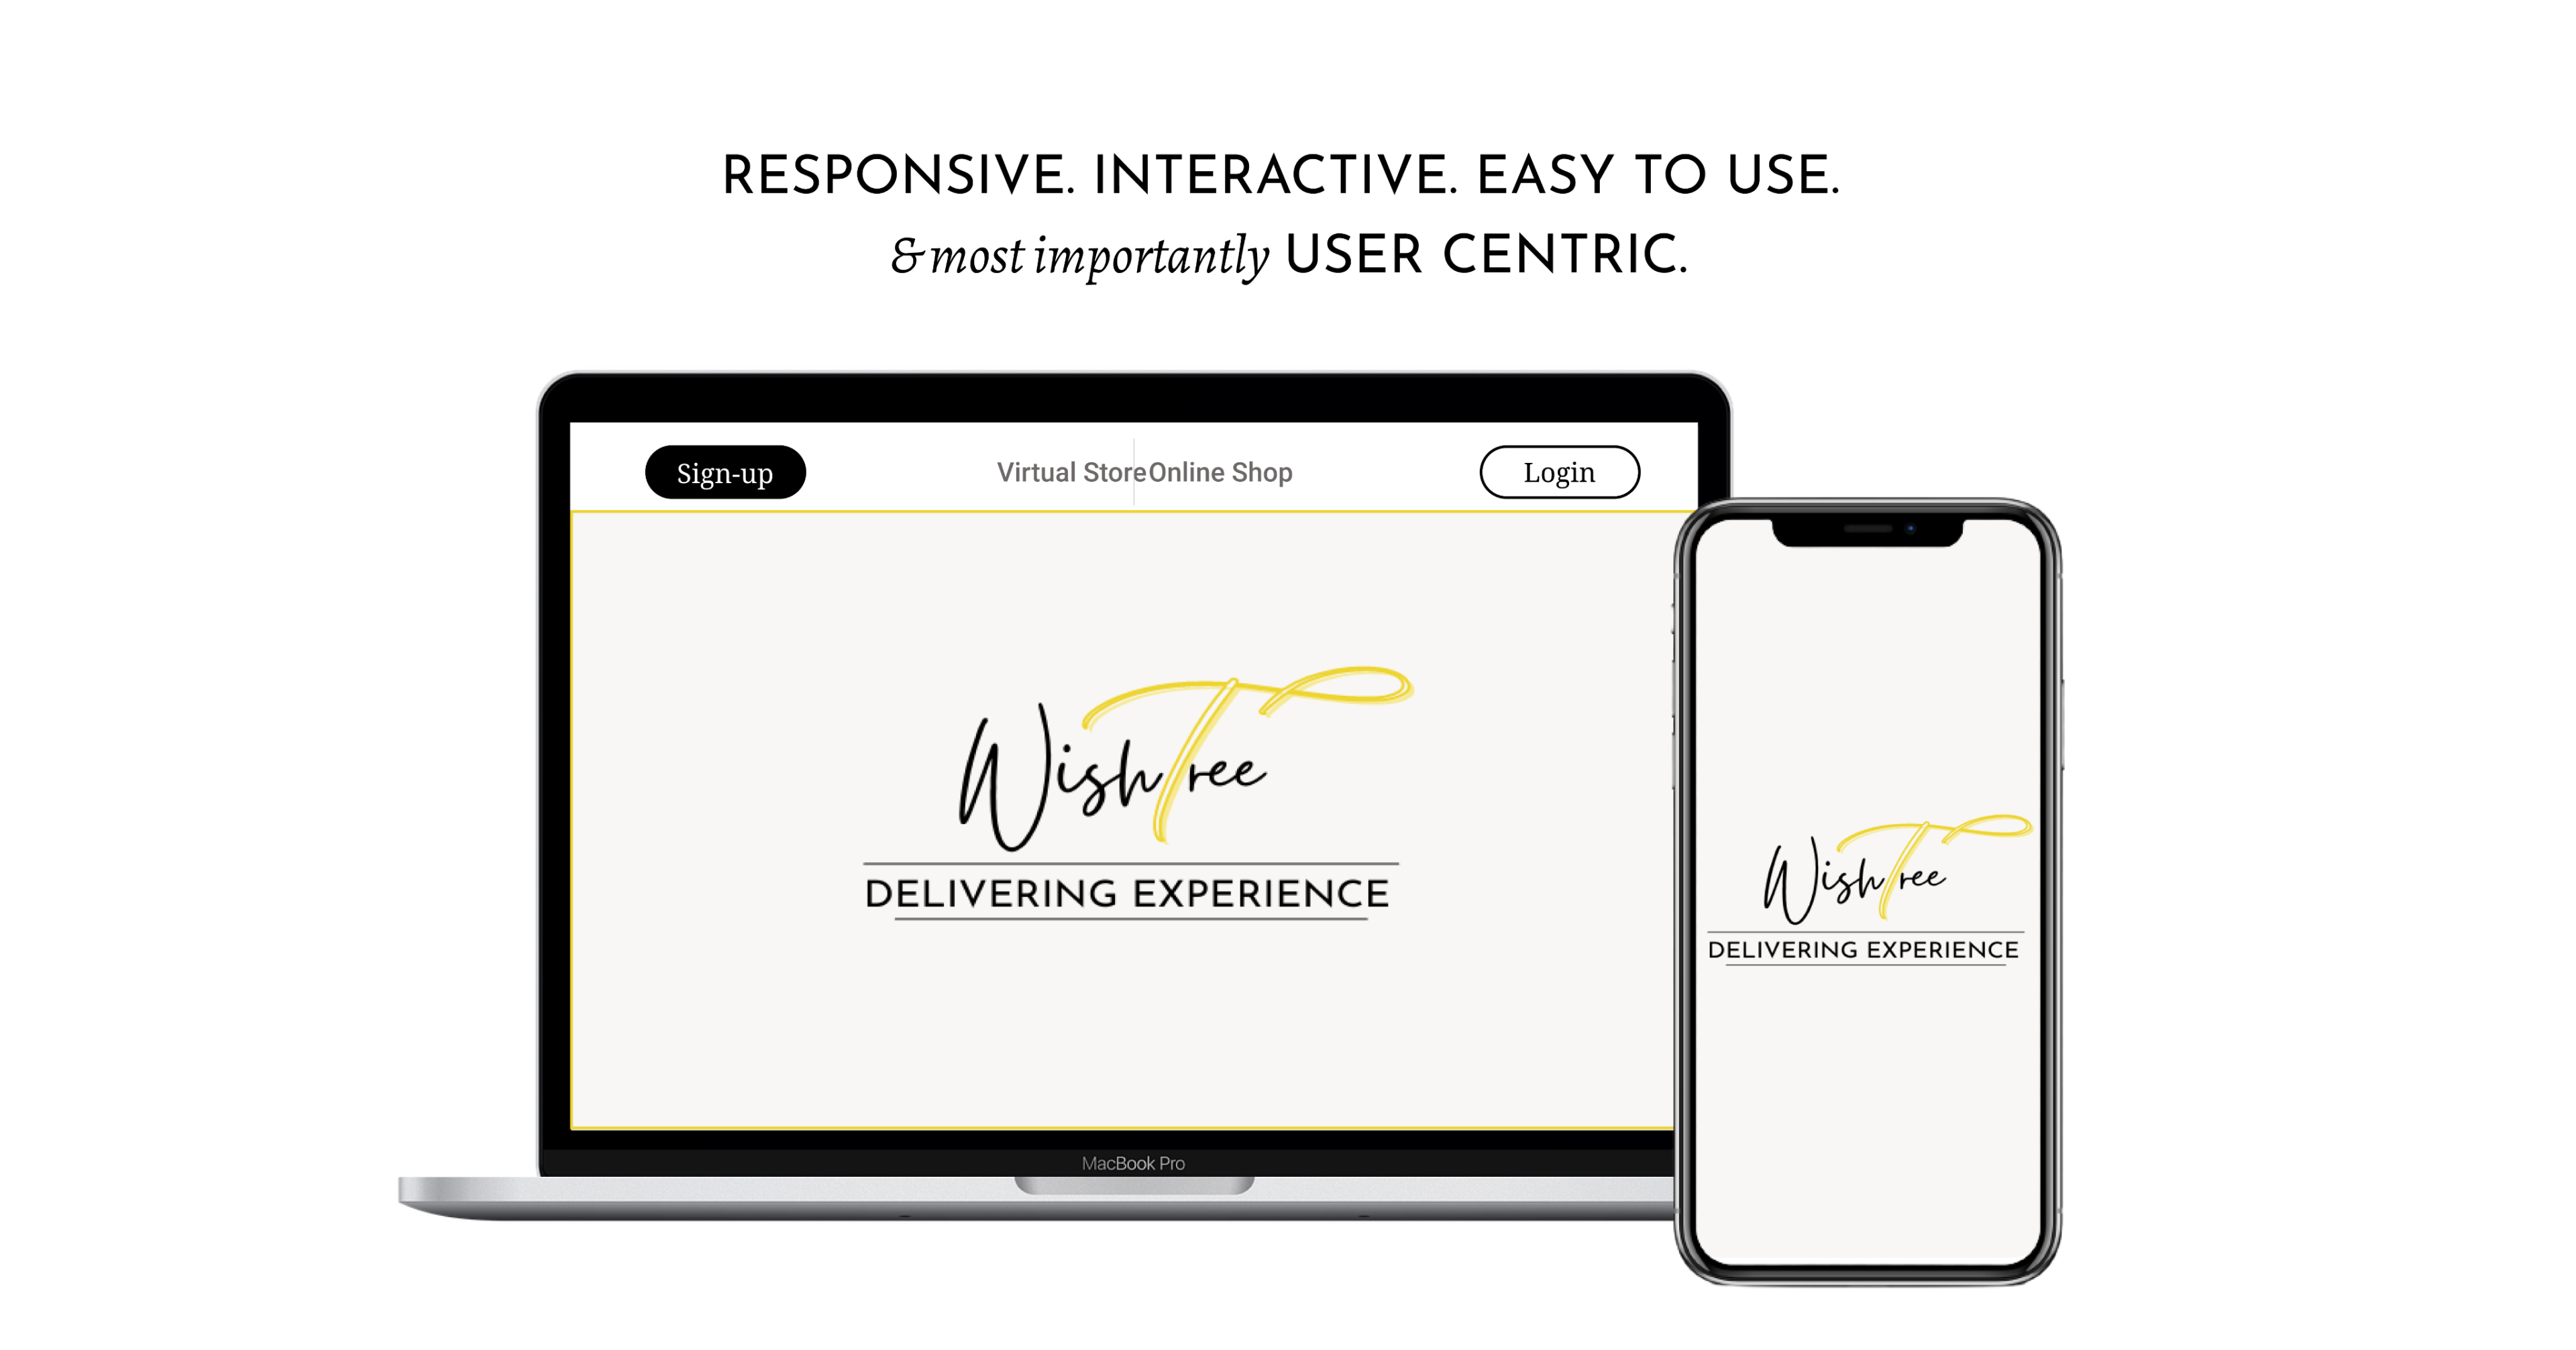 RESPONSIVE. INTERACTIVE. EASY TO USE.
& most importantly USER CENTRIC.
Sign-up
Virtual Store Online Shop
Login
WishTree
DELIVERING EXPERIENCE
MacBook Pro
WishTree
DELIVERING EXPERIENCE